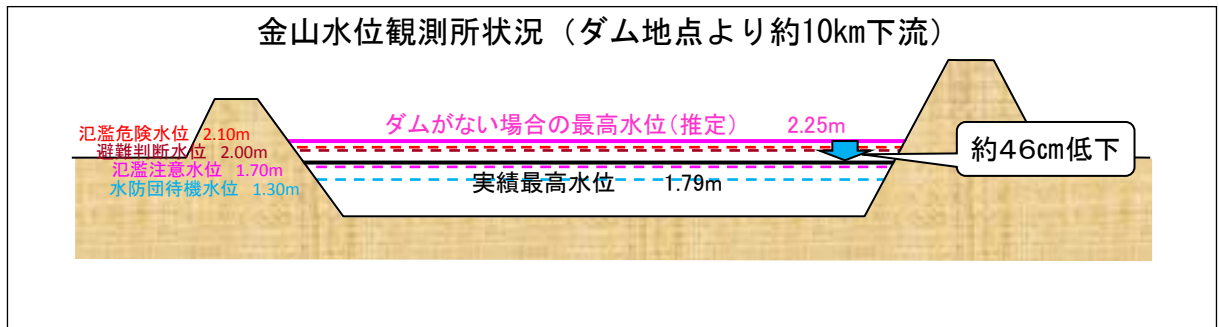 金山水位観測所状況（ダム地点より約10km下流）
ダムがない場合の最高水位(推定)　2.25m
氾濫危険水位 2.10m
避難判断水位 2.00m
氾濫注意水位 1.70m
水防団待機水位 1.30m
実績最高水位　1.79m
約46cm低下